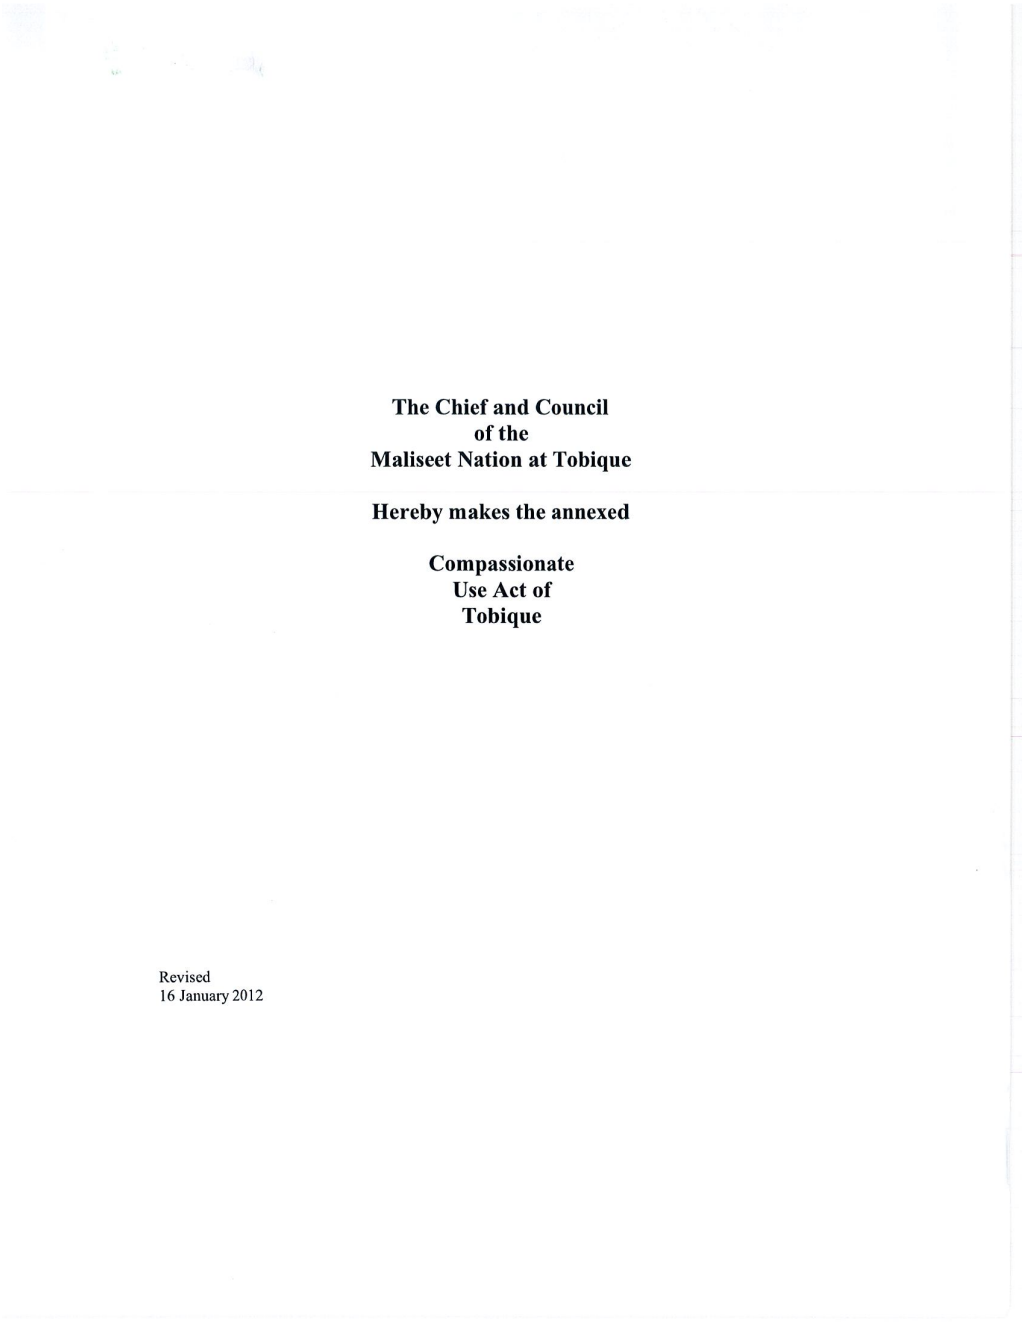 The Chief and Council
of the
Maliseet Nation at Tobique
Hereby makes the annexed
Compassionate
Use Act of
Tobique
Revised
16 January 2012